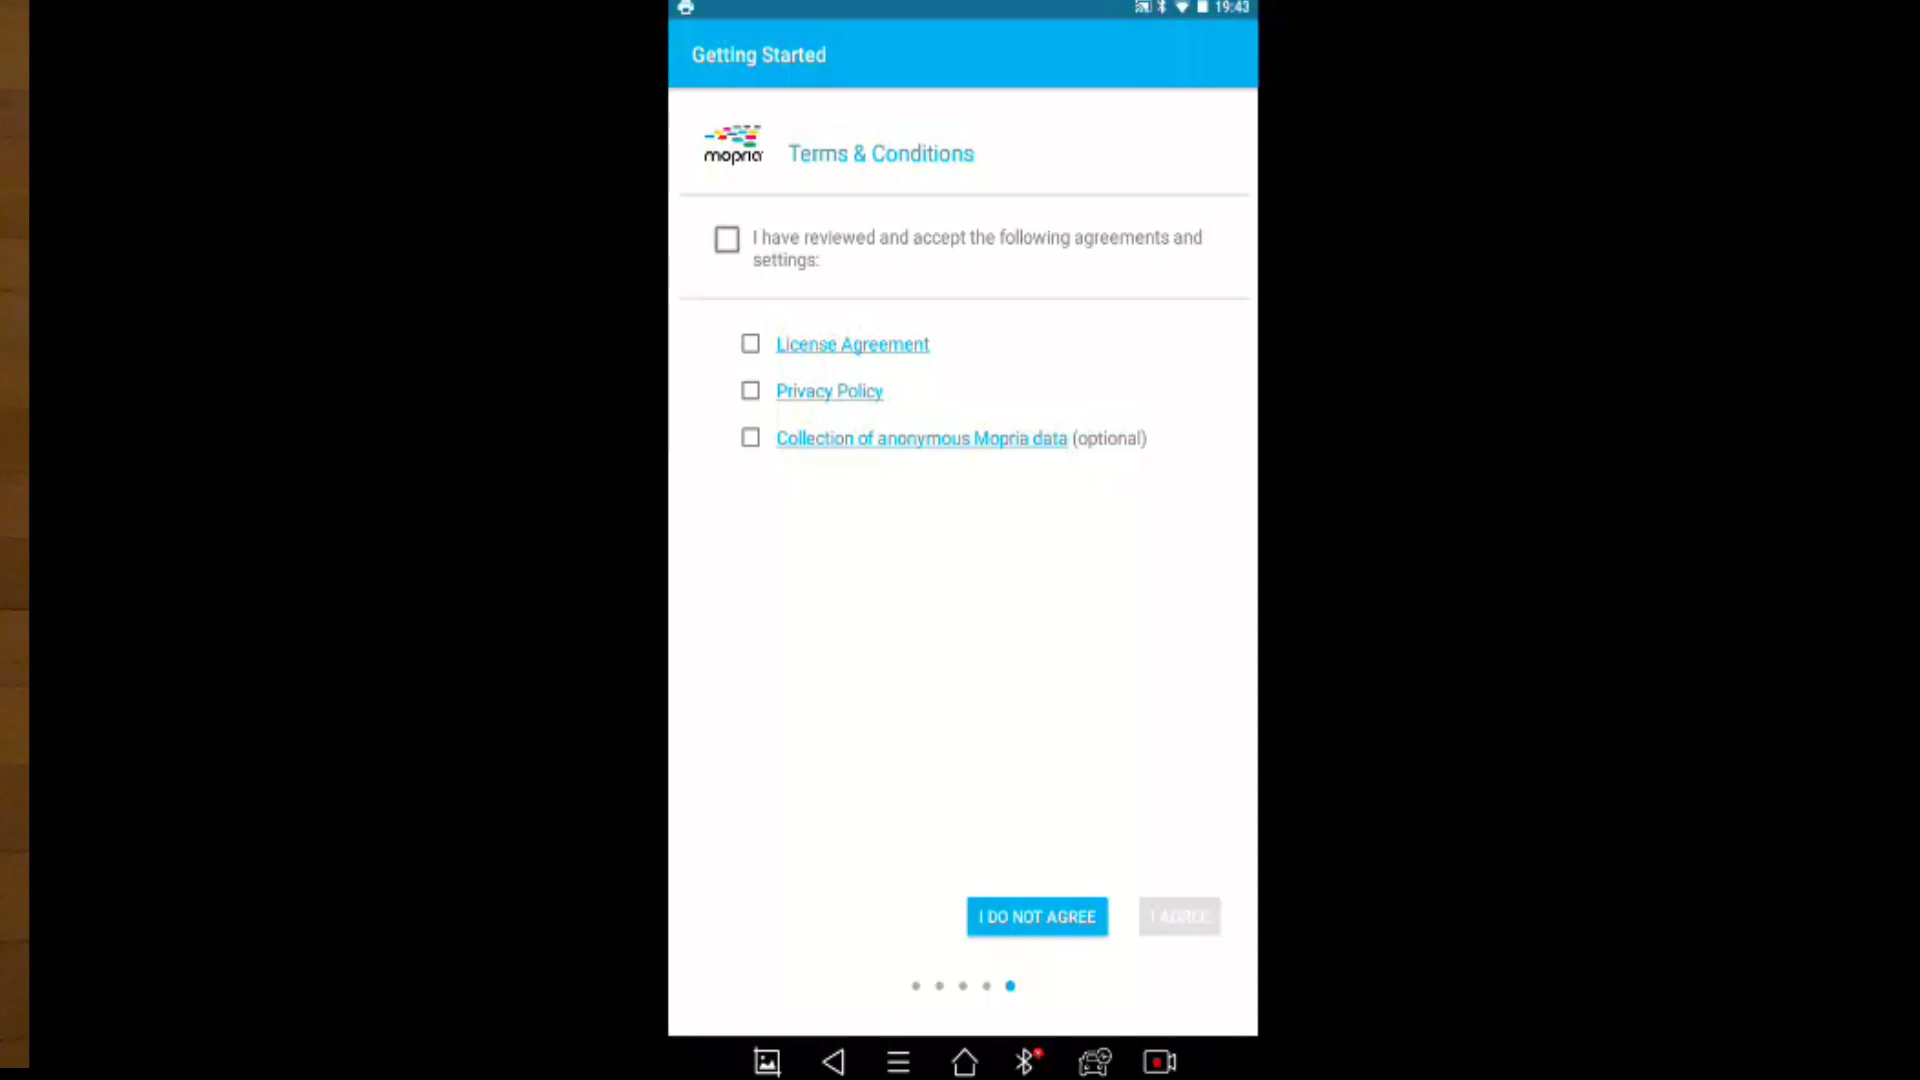 19:43
Getting Started
mopria
Terms & Conditions
I have reviewed and accept the following agreements and
settings:
License Agreement
Privacy Policy
Collection of anonymous Mopria data (optional)
I DO NOT AGREE
I AGREE